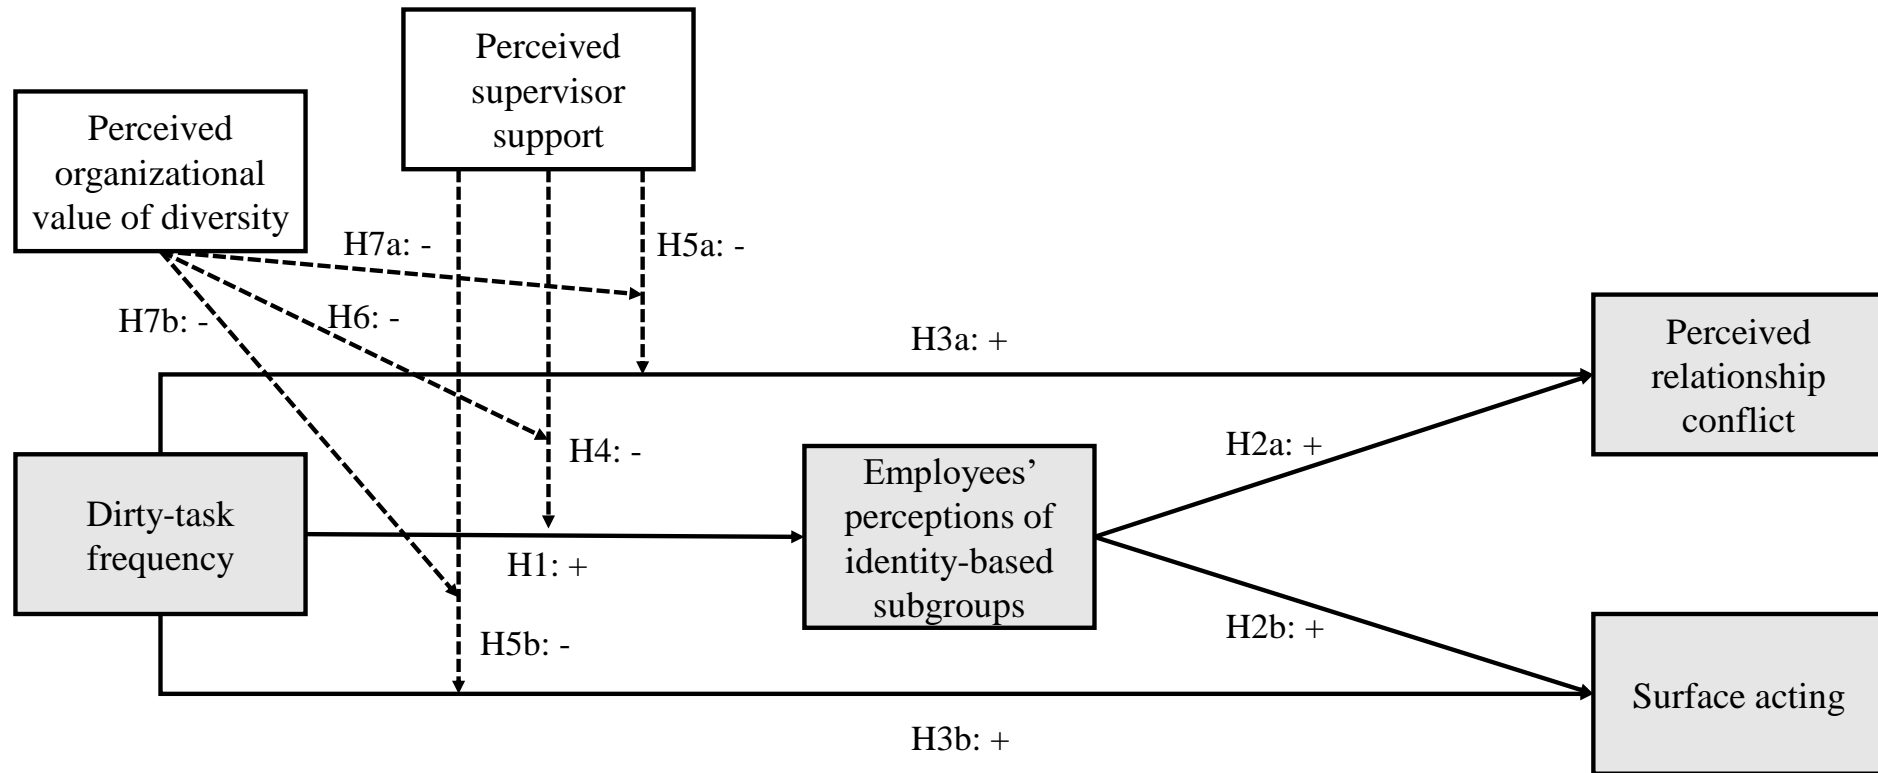 Perceived
supervisor
support
Perceived
organizational
value of diversity
H7a: -
H5a: -
H7b: -
H6: -
H3a: +
Perceived
relationship
conflict
H4: -
H2a: +
Dirty-task
frequency
Employees’
perceptions of
identity-based
subgroups
H1: +
H2b: +
H5b: -
Surface acting
H3b: +